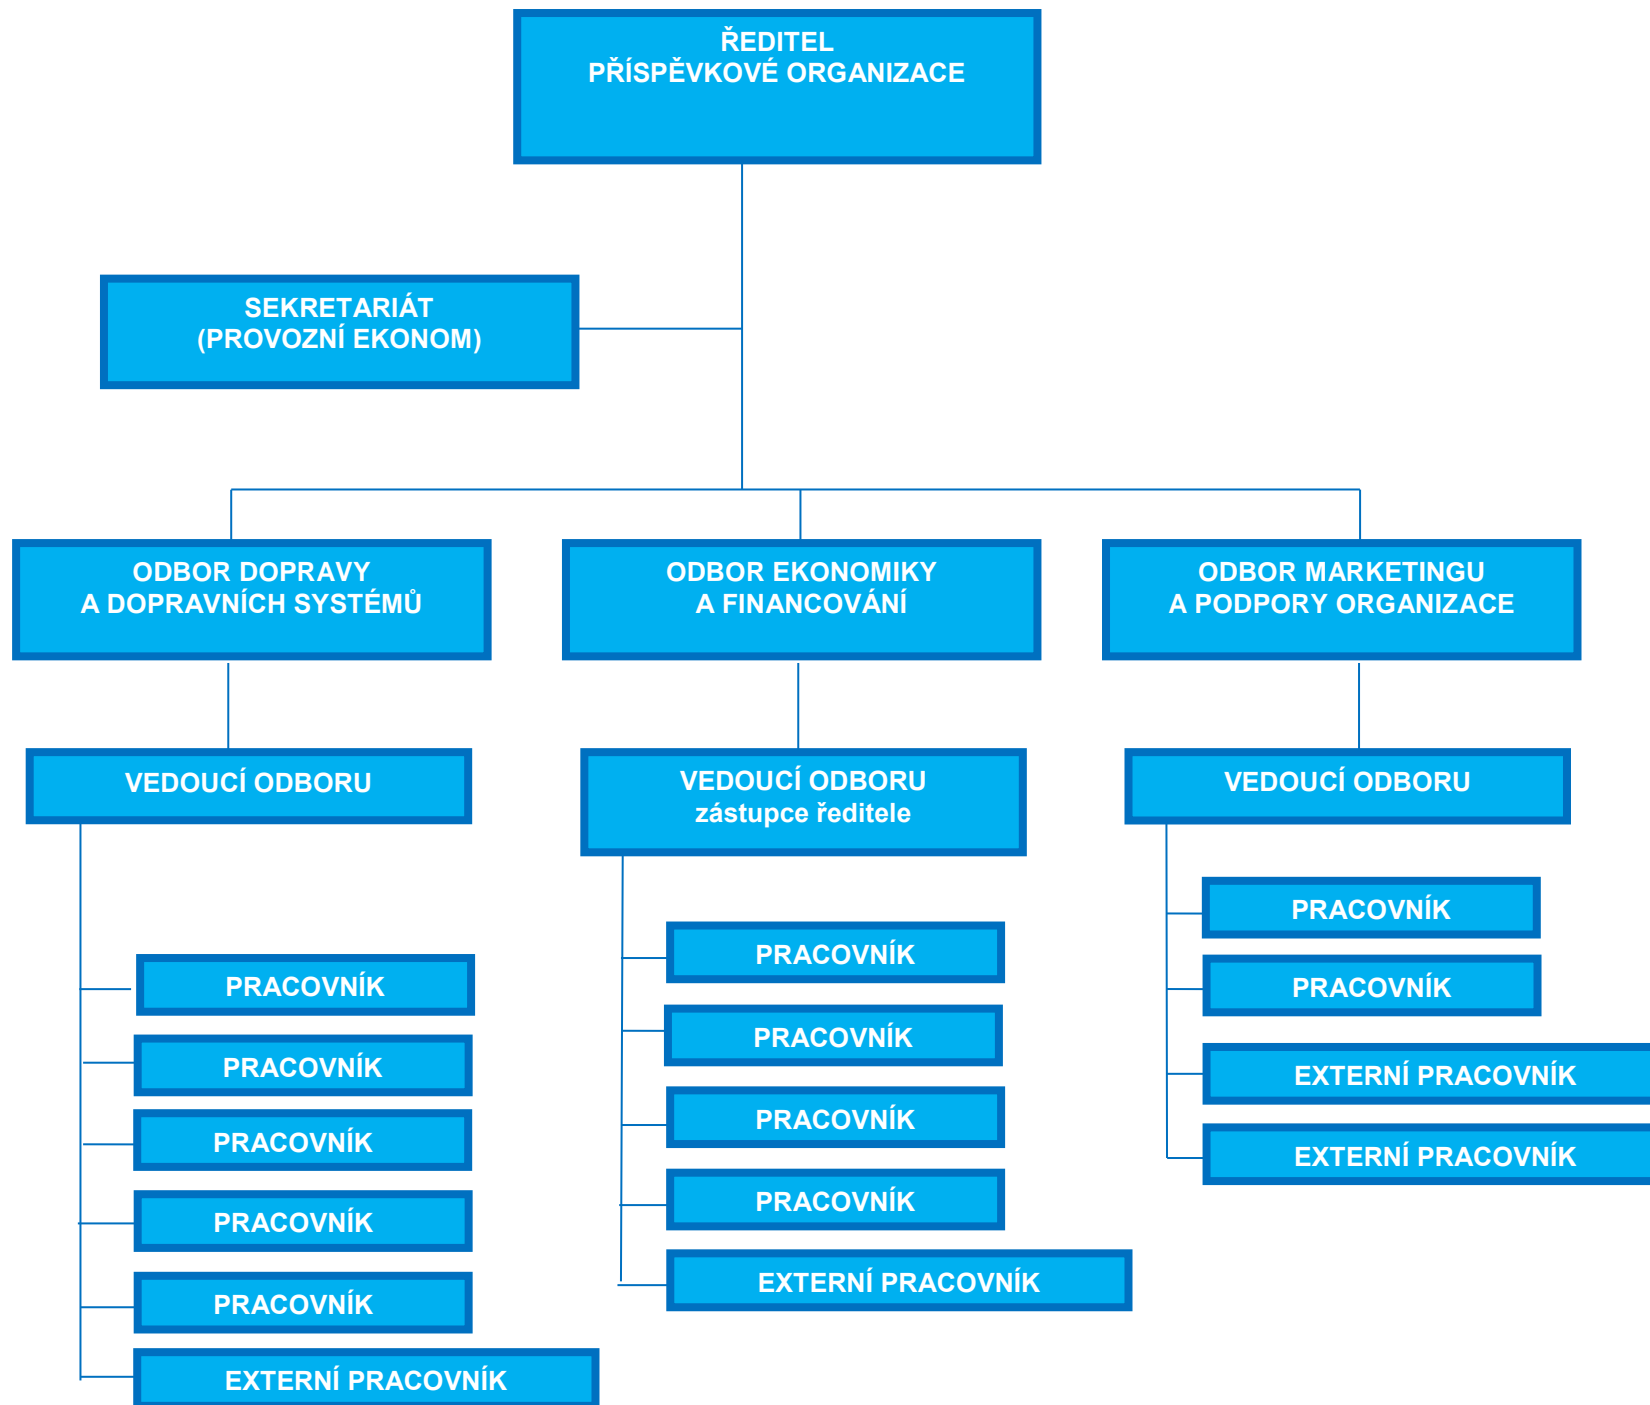 ŘEDITEL
PŘÍSPĚVKOVÉ ORGANIZACE
SEKRETARIÁT
(PROVOZNÍ EKONOM)
ODBOR DOPRAVY
A DOPRAVNÍCH SYSTÉMŮ
ODBOR EKONOMIKY
A FINANCOVÁNÍ
ODBOR MARKETINGU
A PODPORY ORGANIZACE
VEDOUCÍ ODBORU
VEDOUCÍ ODBORU
zástupce ředitele
VEDOUCÍ ODBORU
PRACOVNÍK
PRACOVNÍK
PRACOVNÍK
PRACOVNÍK
PRACOVNÍK
EXTERNÍ PRACOVNÍK
PRACOVNÍK
PRACOVNÍK
PRACOVNÍK
PRACOVNÍK
EXTERNÍ PRACOVNÍK
PRACOVNÍK
PRACOVNÍK
EXTERNÍ PRACOVNÍK
EXTERNÍ PRACOVNÍK